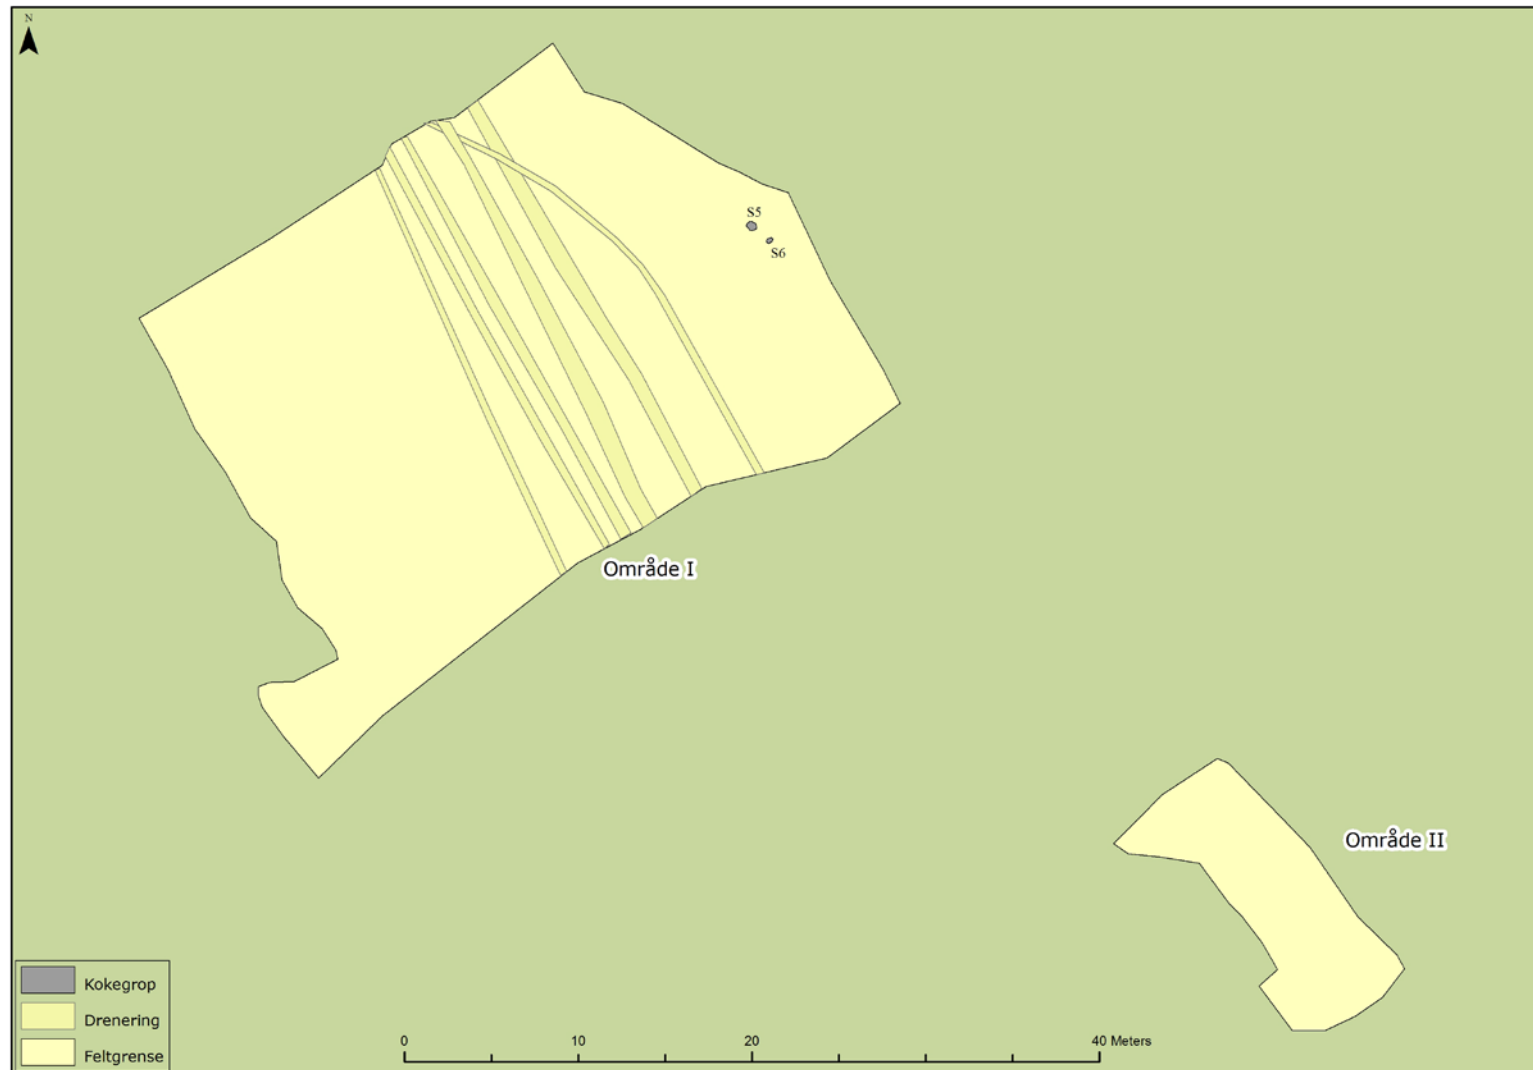 N
S5
S6
Område I
Område II
Kokegrop
Drenering
Feltgrense
0 10 20 40 Meters